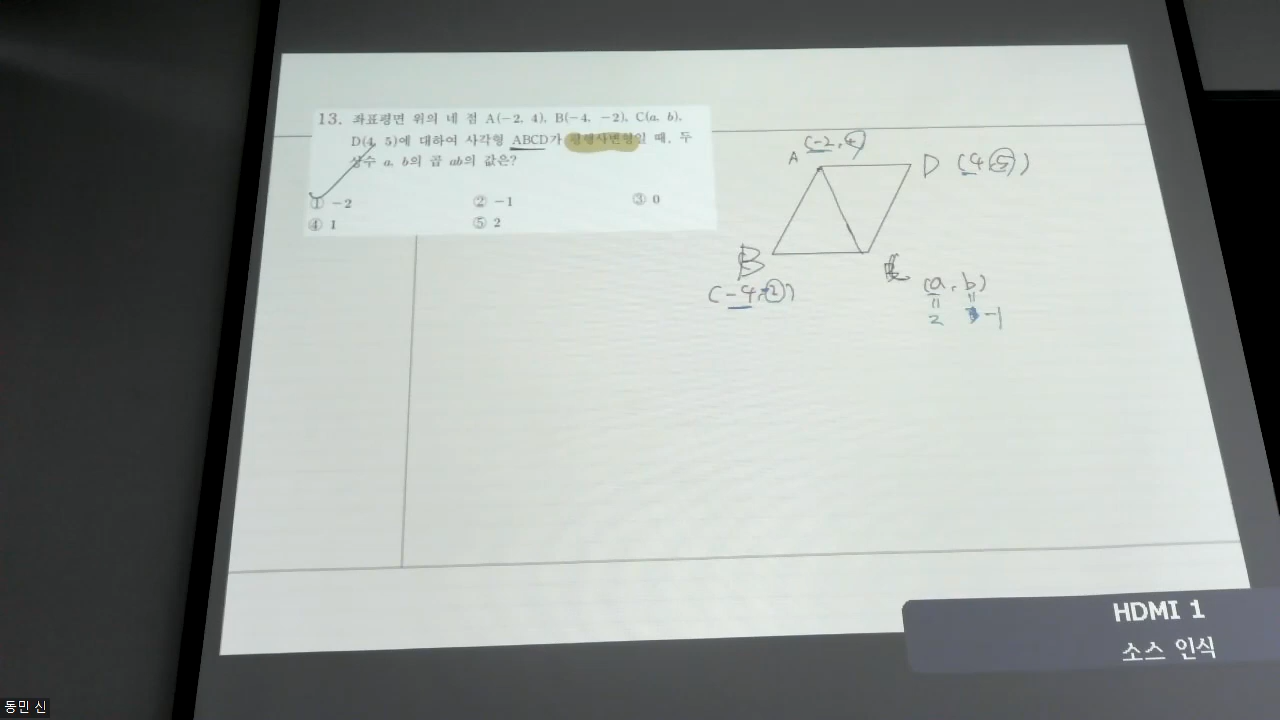 13. 좌표평면 위의 네 점 A(−2, 4), B(−4, −2), C(a, b),
D(4, 5)에 대하여 사각형 ABCD가 평행사변형일 때, 두
상수 a, b의 곱 ab의 값은?
① −2 ② −1 ③ 0
④ 1 ⑤ 2
(-2, 4)
A
D (4, 5)
B
(-4, -2)
(a, b)
= =
2 -1
HDMI 1
소스 인식
동민 신